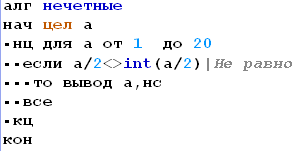 алг нечетные
нач цел а
•нц для а от 1 до 20
••если а/2<>int(а/2)|Не равно
•••то вывод а,нс
••все
•кц
кон